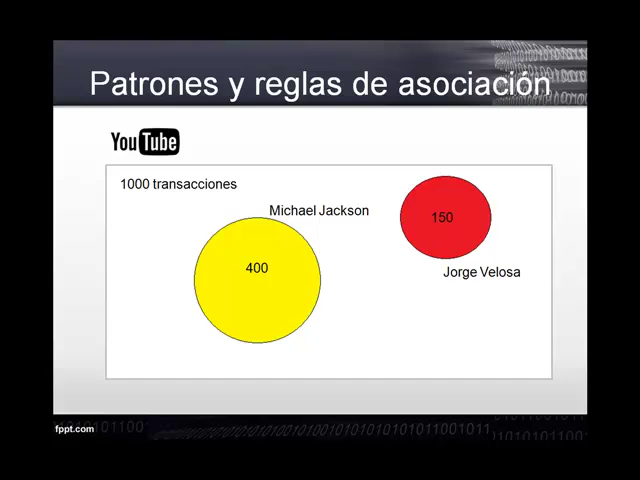 Patrones y reglas de asociación
YouTube
1000 transacciones
Michael Jackson
150
400
Jorge Velosa
fppt.com